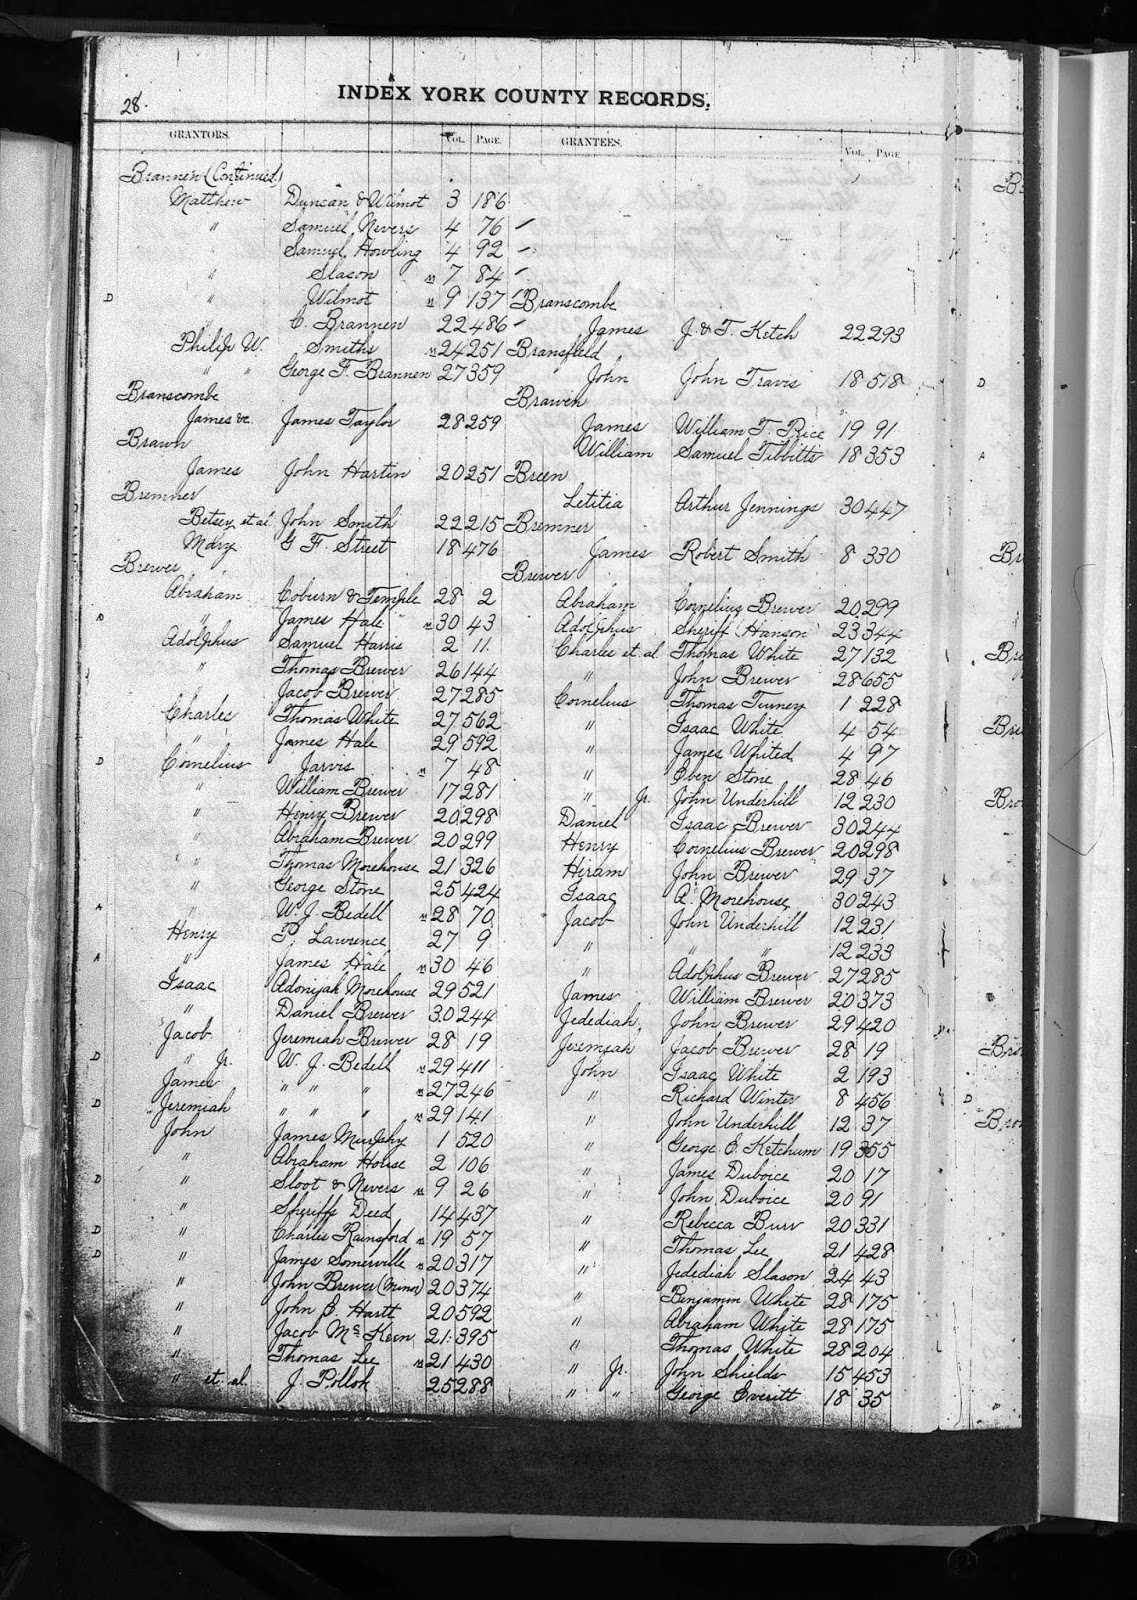 28.
INDEX YORK COUNTY RECORDS.
GRANTORS. VOL. PAGE.
Brannen (Continued)
Matthew Duncan & Wilmot 3 186
" Samuel Nevers 4 76
Samuel Howling 4 92
" Slason " 7 84
D " Wilmot " 9 137
C. Brannen 22 486
Philip W. Smiths " 24 251
" " George F. Brannen 27 359
Branscombe
James &c. James Taylor 28 259
Brawn
James John Hartin 20 251
Bremner
Betsey et al John Smith 22 215
Mary G F. Street 18 476
Brewer
Abraham Coburn & Temple 28 2
D " James Hale " 30 43
Adolphus Samuel Harris 2 11
" Thomas Brewer 26 144
Jacob Brewer 27 285
Charles Thomas White 27 562
" James Hale 29 592
D Cornelius Jarvis " 7 48
" William Brewer 17 281
" Henry Brewer 20 298
" Abraham Brewer 20 299
" Thomas Morehouse 21 326
" George Stone 25 424
A " W. J. Bedell " 28 70
Henry P. Lawrence 27 9
A " James Hale " 30 46
Isaac Adonijah Morehouse 29 521
" Daniel Brewer 30 244
Jacob Jeremiah Brewer 28 19
D " Jr. W. J. Bedell " 29 411
D James " " " " 27 246
D Jeremiah " " " " 29 141
John James Murphy 1 520
" Abraham House 2 106
D " Sloot & Nevers " 9 26
" Sheriffs Deed 14 437
D " Charles Rainsford " 19 57
D " James Somerville " 20 317
" John Brewer (Minor) 20 374
" John C. Hartt 20 592
" Jacob Mc Keen 21 395
" Thomas Lee " 21 430
" et al. J. Pollok 25 288
GRANTEES. VOL. PAGE
Branscombe
James J. & T. Ketch 22 293
Bransfield
John John Travis 18 518 D
Brawen
James William T. Rice 19 91
William Samuel Tibbitts 18 353 A
Breen
Letitia Arthur Jennings 30 447
Bremner
James Robert Smith 8 330
Brewer
Abraham Cornelius Brewer 20 299
Adolphus Sheriff Hanson 23 344
Charles et. al. Thomas White 27 132
" John Brewer 28 655
Cornelius Thomas Turney 1 228
" Isaac White 4 54
" James Whited 4 97
" Eben Stone 28 46
" Jr. John Underhill 12 230
Daniel Isaac Brewer 30 244
Henry Cornelius Brewer 20 298
Hiram John Brewer 29 37
Isaac A. Morehouse 30 243
Jacob John Underhill 12 231
" " " 12 233
" Adolphus Brewer 27 285
James William Brewer 20 373
Jedediah John Brewer 29 420
Jeremiah Jacob Brewer 28 19
John Isaac White 2 193
" Richard Winter 8 456 D
" John Underhill 12 37
" George E. Ketchum 19 355
" James Duboice 20 17
" John Duboice 20 91
" Rebecca Burr 20 331
" Thomas Lee 21 428
" Jedediah Slason 24 43
" Benjamin White 28 175
" Abraham White 28 175
" Thomas White 28 204
" Jr. John Shields 15 453
" " George Everitt 18 35